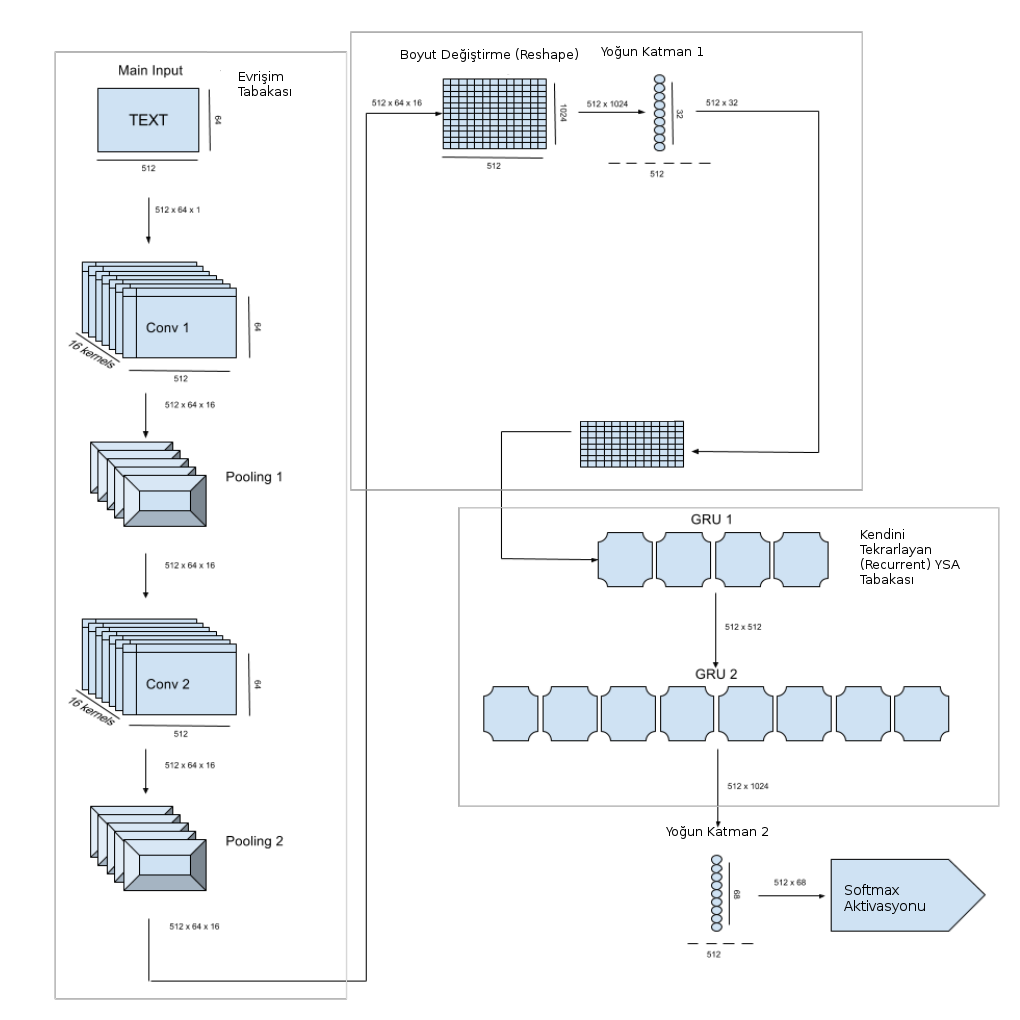 Main Input
Evrişim
Tabakası
TEXT
64
512
512 x 64 x 1
Conv 1
64
16 kernels
512
512 x 64 x 16
Pooling 1
512 x 64 x 16
Conv 2
64
16 kernels
512
512 x 64 x 16
Pooling 2
512 x 64 x 16
Boyut Değiştirme (Reshape)
Yoğun Katman 1
512 x 64 x 16
1024
512
512 x 1024
32
512
512 x 32
GRU 1
Kendini
Tekrarlayan
(Recurrent) YSA
Tabakası
512 x 512
GRU 2
512 x 1024
Yoğun Katman 2
68
512
512 x 68
Softmax
Aktivasyonu